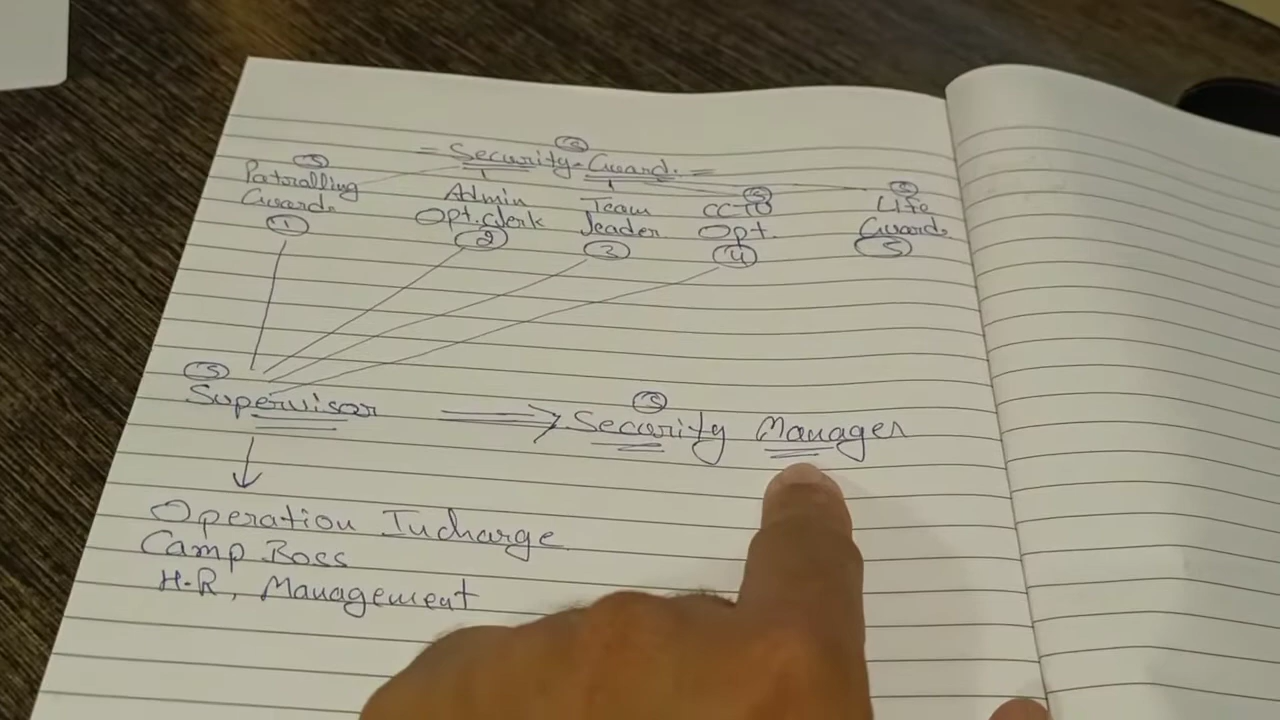 = Security Guard. =
Patrolling
Guard.
①
Admin
Opt. Clerk
②
Team
Leader
③
CCTV
Opt.
④
Life
Guard.
⑤
Supervisor
Security Manager
Operation Incharge
Camp Boss
H.R, Management